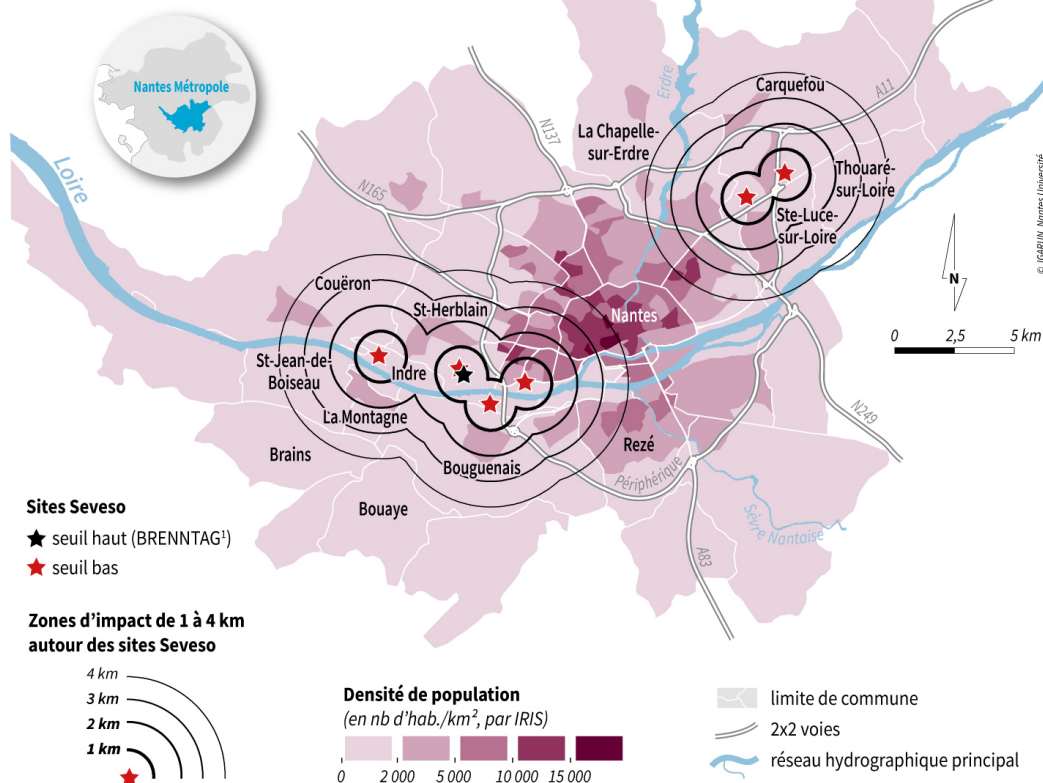 Nantes Métropole
Loire
N165
N137
Erdre
La Chapelle-
sur-Erdre
Carquefou
A11
Thouaré-
sur-Loire
Ste-Luce-
sur-Loire
© IGARUN, Nantes Université
N
0 2,5 5 km
Couëron
St-Herblain
Nantes
St-Jean-de-
Boiseau
Indre
La Montagne
Brains
Bouguenais
Bouaye
Rezé
Périphérique
N249
Sèvre Nantaise
A83
Sites Seveso
seuil haut (BRENNTAG¹)
seuil bas
Zones d’impact de 1 à 4 km
autour des sites Seveso
4 km
3 km
2 km
1 km
Densité de population
(en nb d’hab./km², par IRIS)
0 2 000 5 000 10 000 15 000
limite de commune
2x2 voies
réseau hydrographique principal